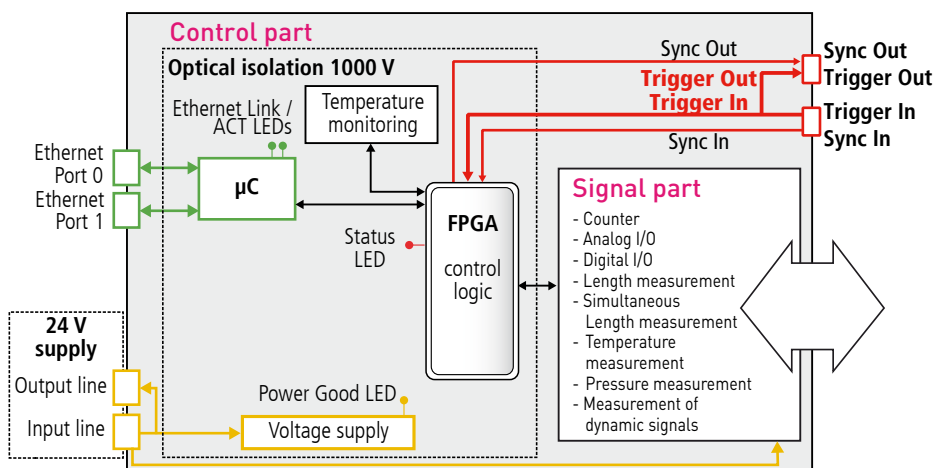 Control part
Optical isolation 1000 V
Ethernet Link /
ACT LEDs
Temperature
monitoring
Sync Out
Trigger Out
Trigger In
Sync In
Sync Out
Trigger Out
Trigger In
Sync In
Ethernet
Port 0
Ethernet
Port 1
µC
Status
LED
FPGA
control
logic
Signal part
- Counter
- Analog I/O
- Digital I/O
- Length measurement
- Simultaneous
Length measurement
- Temperature
measurement
- Pressure measurement
- Measurement of
dynamic signals
24 V
supply
Output line
Input line
Power Good LED
Voltage supply